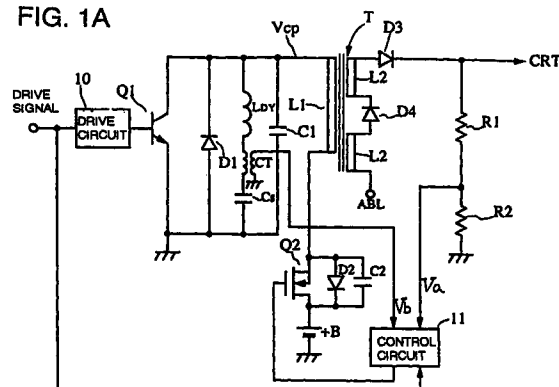 FIG. 1A
Vcp
T
D3
CRT
DRIVE SIGNAL
10
DRIVE CIRCUIT
Q1
D1
LDY
CT
Cs
C1
L1
L2
D4
L2
ABL
R1
R2
Q2
D2
C2
+B
Vb
Va
11
CONTROL CIRCUIT